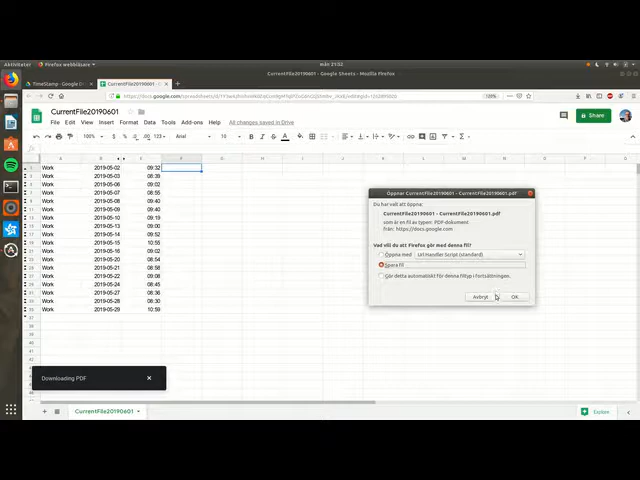 Aktiviteter Firefox webbläsare mån 21:52
CurrentFile20190601 - Google Sheets - Mozilla Firefox
TimeStamp - Google D CurrentFile20190601
120%
CurrentFile20190601
File Edit View Insert Format Data Tools Add-ons Help All changes saved in Drive
Share
100% $ % .0 .00 123 Arial 10 B I S A
Work 2019-05-02 09:32
Work 2019-05-03 08:39
Work 2019-05-06 09:02
Work 2019-05-07 08:55
Work 2019-05-08 09:40
Work 2019-05-09 09:40
Work 2019-05-10 09:19
Work 2019-05-13 09:00
Work 2019-05-14 09:52
Work 2019-05-15 10:55
Work 2019-05-16 09:07
Work 2019-05-20 08:54
Work 2019-05-21 08:58
Work 2019-05-22 09:08
Work 2019-05-24 08:45
Work 2019-05-27 08:36
Work 2019-05-28 08:30
Work 2019-05-29 10:59
Öppnar CurrentFile20190601 - CurrentFile20190601.pdf
Du har valt att öppna:
CurrentFile20190601 - CurrentFile20190601.pdf
som är en fil av typen: PDF-dokument
från: https://docs.google.com
Vad vill du att Firefox gör med denna fil?
Öppna med Url Handler Script (standard)
Spara fil
Gör detta automatiskt för denna filtyp i fortsättningen.
Avbryt OK
Downloading PDF
CurrentFile20190601
Explore